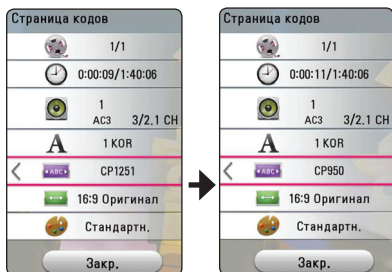 Страница кодов
1/1
0:00:09/1:40:06
1
AC3 3/2.1 CH
A
1 KOR
ABC
CP1251
16:9 Оригинал
Стандартн.
Закр.
Страница кодов
1/1
0:00:11/1:40:06
1
AC3 3/2.1 CH
A
1 KOR
ABC
CP950
16:9 Оригинал
Стандартн.
Закр.